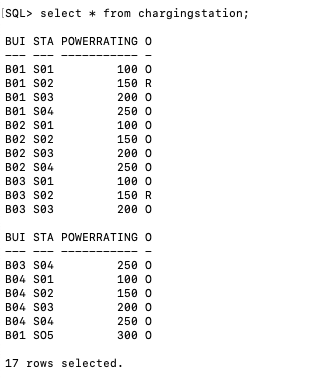 [SQL> select * from chargingstation;
BUI STA POWERRATING O
--- --- ----------- -
B01 S01 100 O
B01 S02 150 R
B01 S03 200 O
B01 S04 250 O
B02 S01 100 O
B02 S02 150 O
B02 S03 200 O
B02 S04 250 O
B03 S01 100 O
B03 S02 150 R
B03 S03 200 O
BUI STA POWERRATING O
--- --- ----------- -
B03 S04 250 O
B04 S01 100 O
B04 S02 150 O
B04 S03 200 O
B04 S04 250 O
B01 SO5 300 O
17 rows selected.